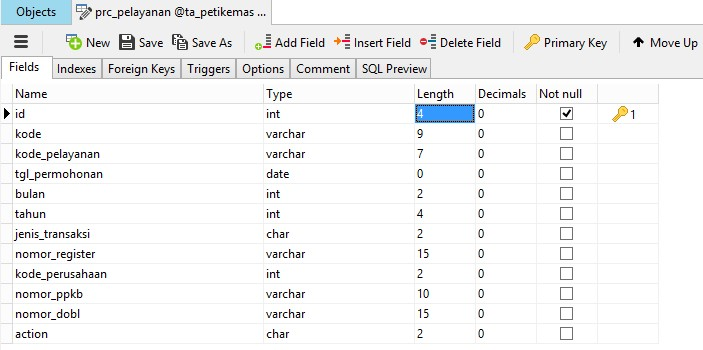 Objects prc_pelayanan @ta_petikemas ...
New Save Save As Add Field Insert Field Delete Field Primary Key Move Up
Fields Indexes Foreign Keys Triggers Options Comment SQL Preview
Name Type Length Decimals Not null
id int 4 0 1
kode varchar 9 0
kode_pelayanan varchar 7 0
tgl_permohonan date 0 0
bulan int 2 0
tahun int 4 0
jenis_transaksi char 2 0
nomor_register varchar 15 0
kode_perusahaan int 2 0
nomor_ppkb varchar 10 0
nomor_dobl varchar 15 0
action char 2 0